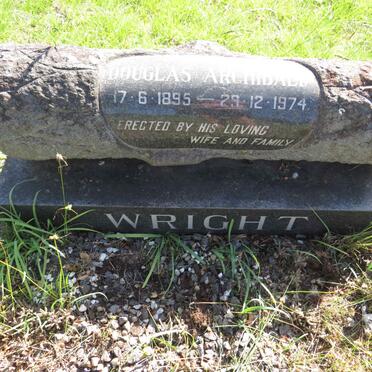 DOUGLAS ARCHIBALD
17-6-1895 — 29-12-1974
ERECTED BY HIS LOVING
WIFE AND FAMILY
WRIGHT